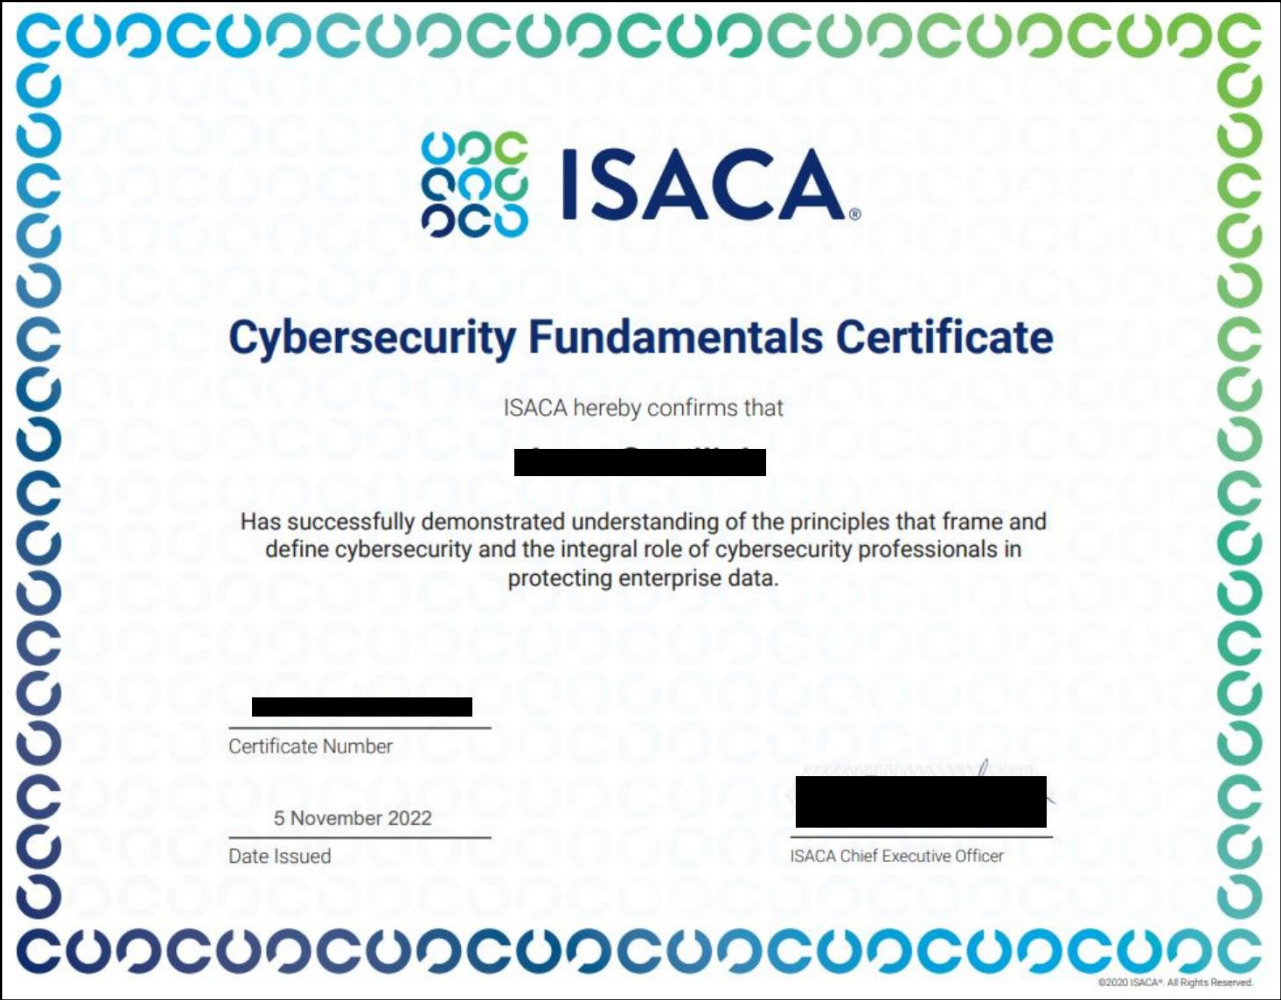 ISACA®
Cybersecurity Fundamentals Certificate
ISACA hereby confirms that
Has successfully demonstrated understanding of the principles that frame and
define cybersecurity and the integral role of cybersecurity professionals in
protecting enterprise data.
Certificate Number
5 November 2022
Date Issued
ISACA Chief Executive Officer
©2020 ISACA®. All Rights Reserved.